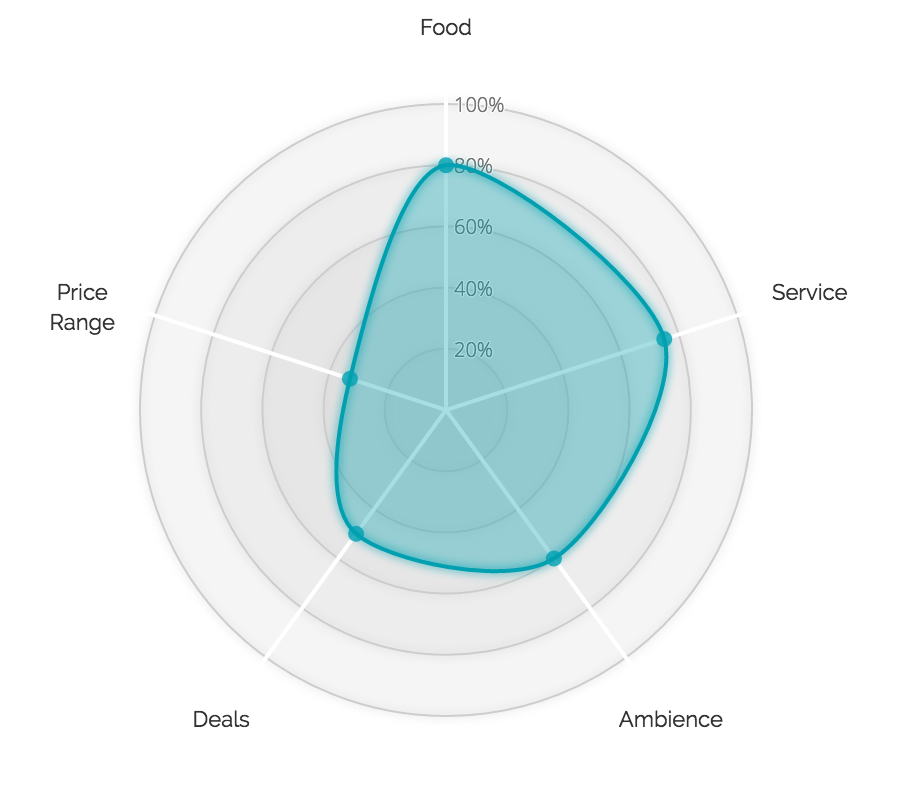 Food
100%
80%
60%
40%
20%
Price
Range
Service
Deals
Ambience